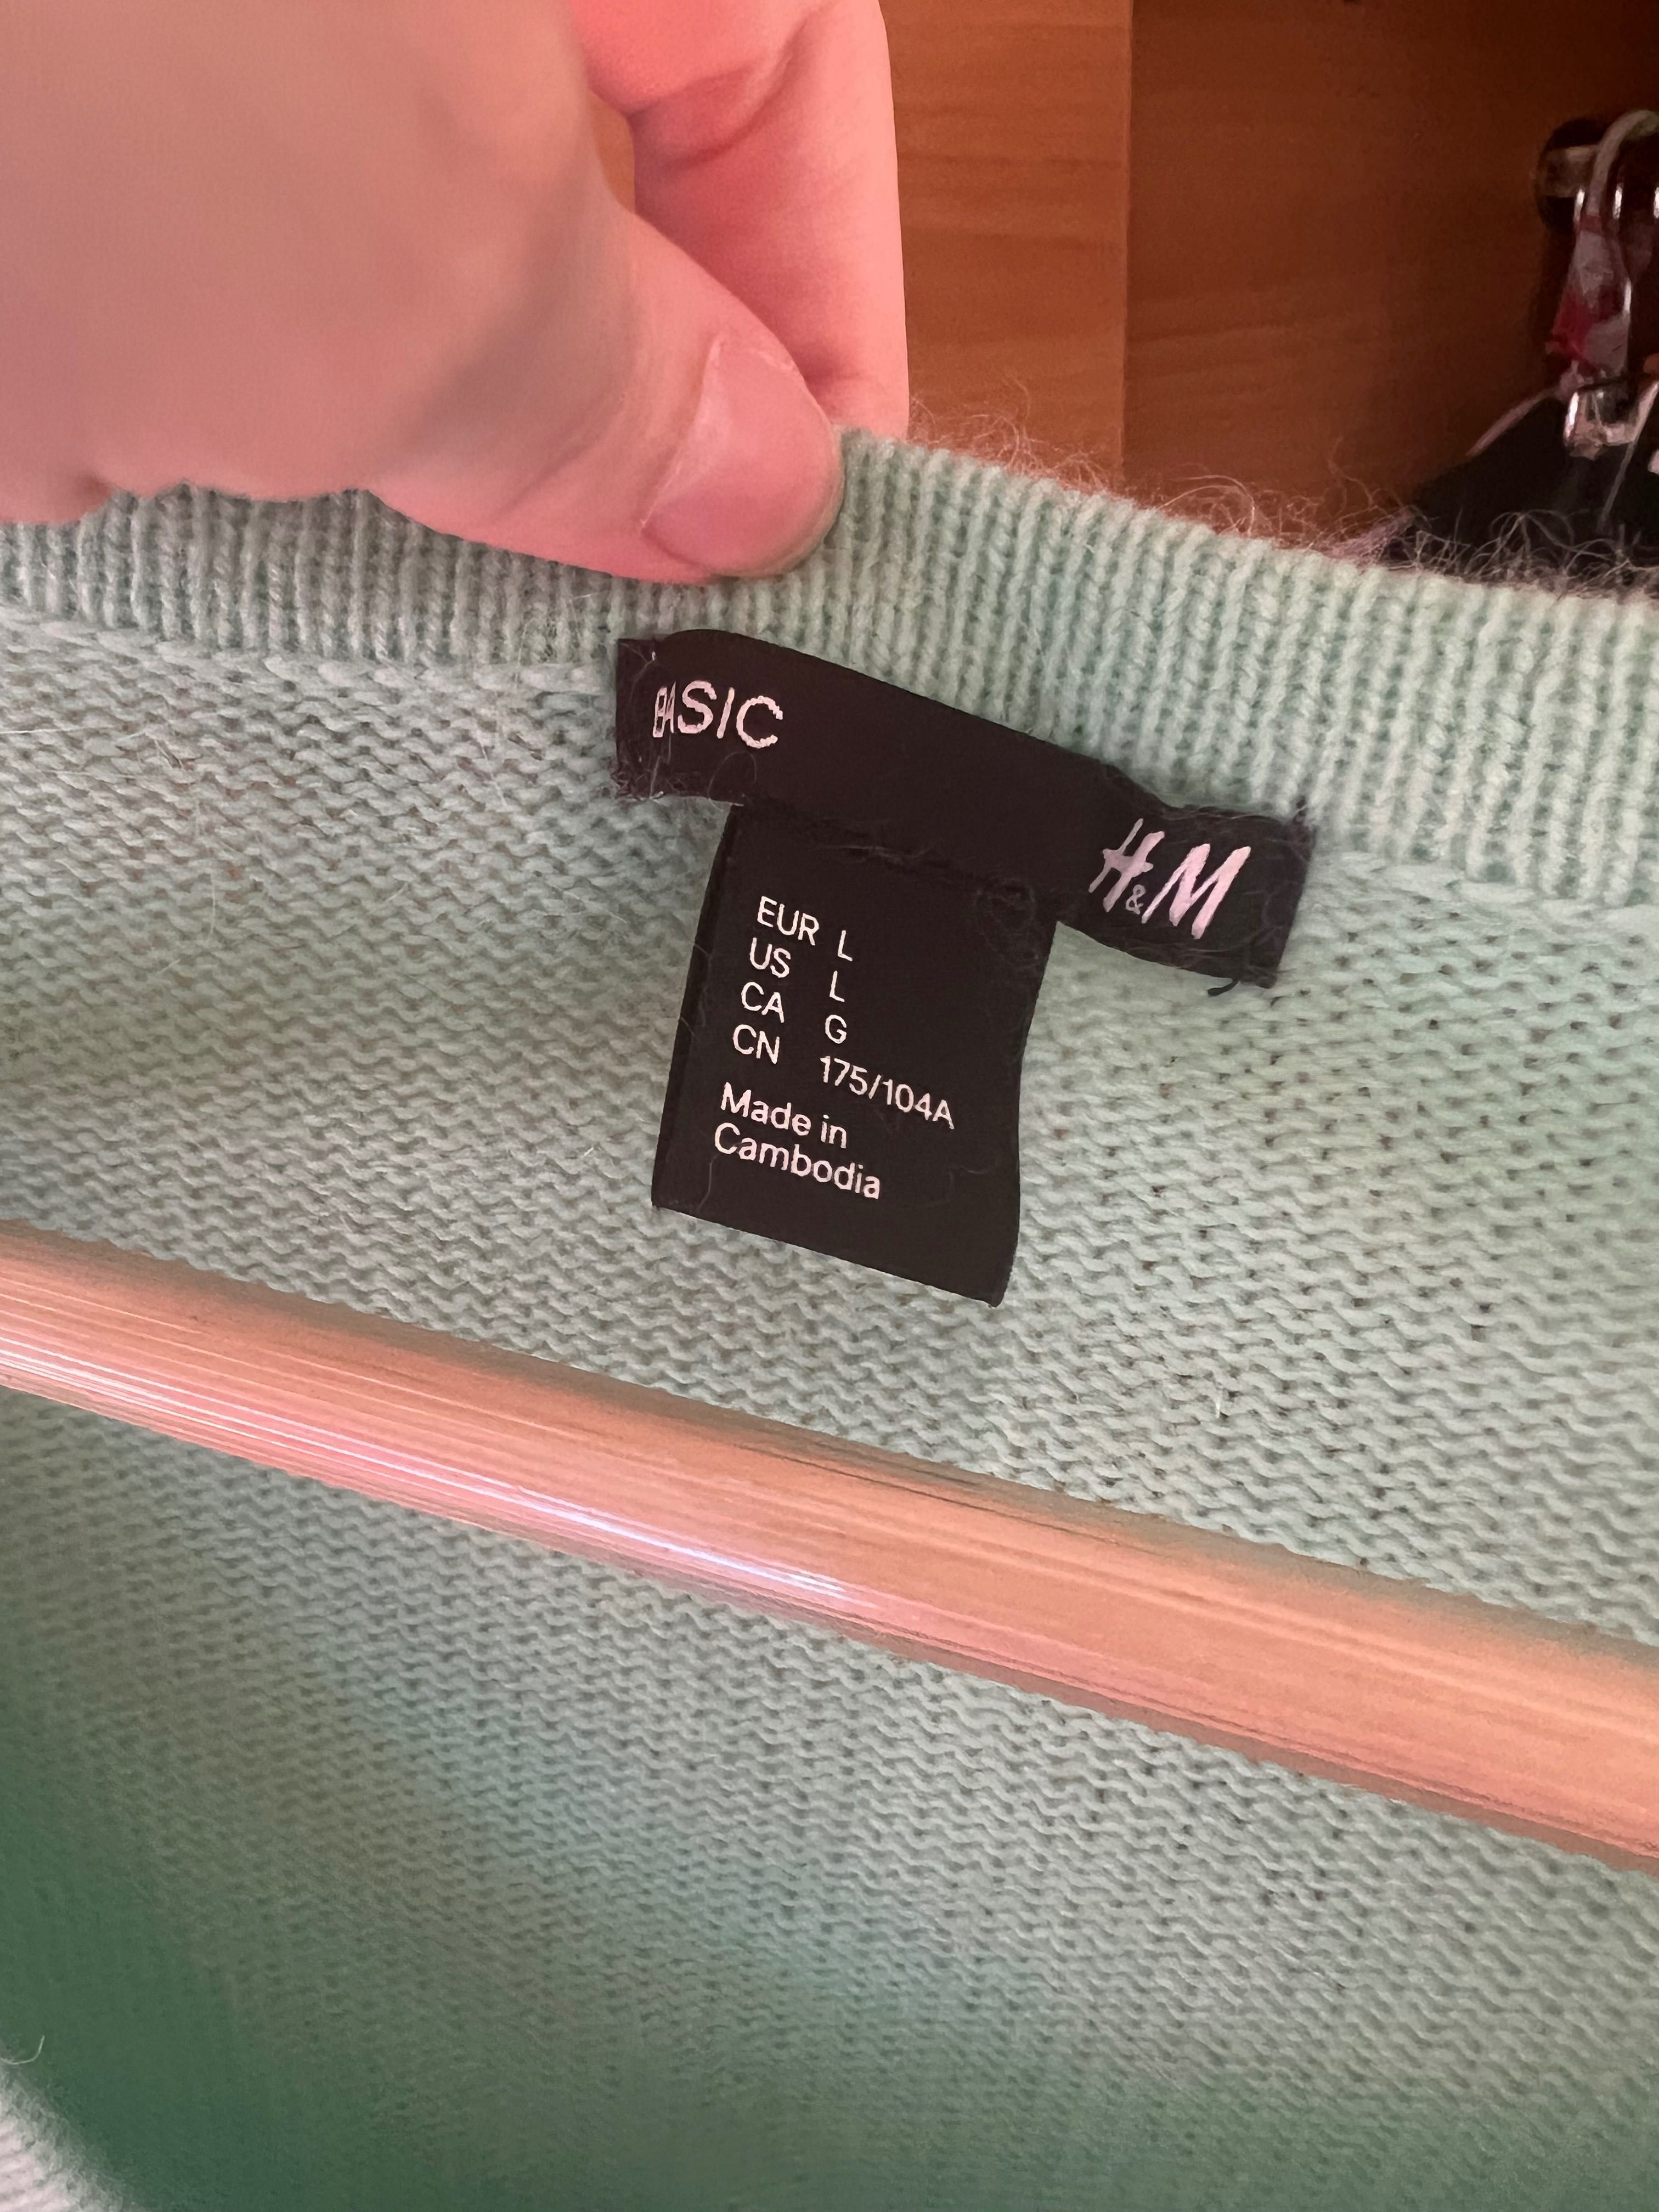 BASIC
H&M
EUR L
US L
CA G
CN 175/104A
Made in
Cambodia